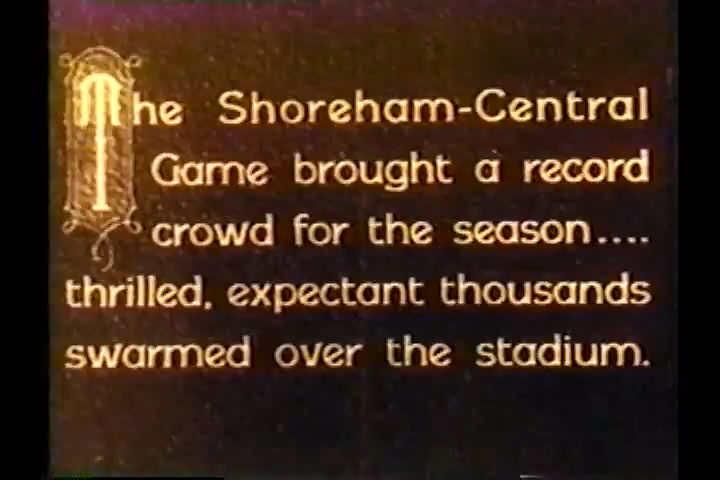 The Shoreham-Central
Game brought a record
crowd for the season....
thrilled, expectant thousands
swarmed over the stadium.